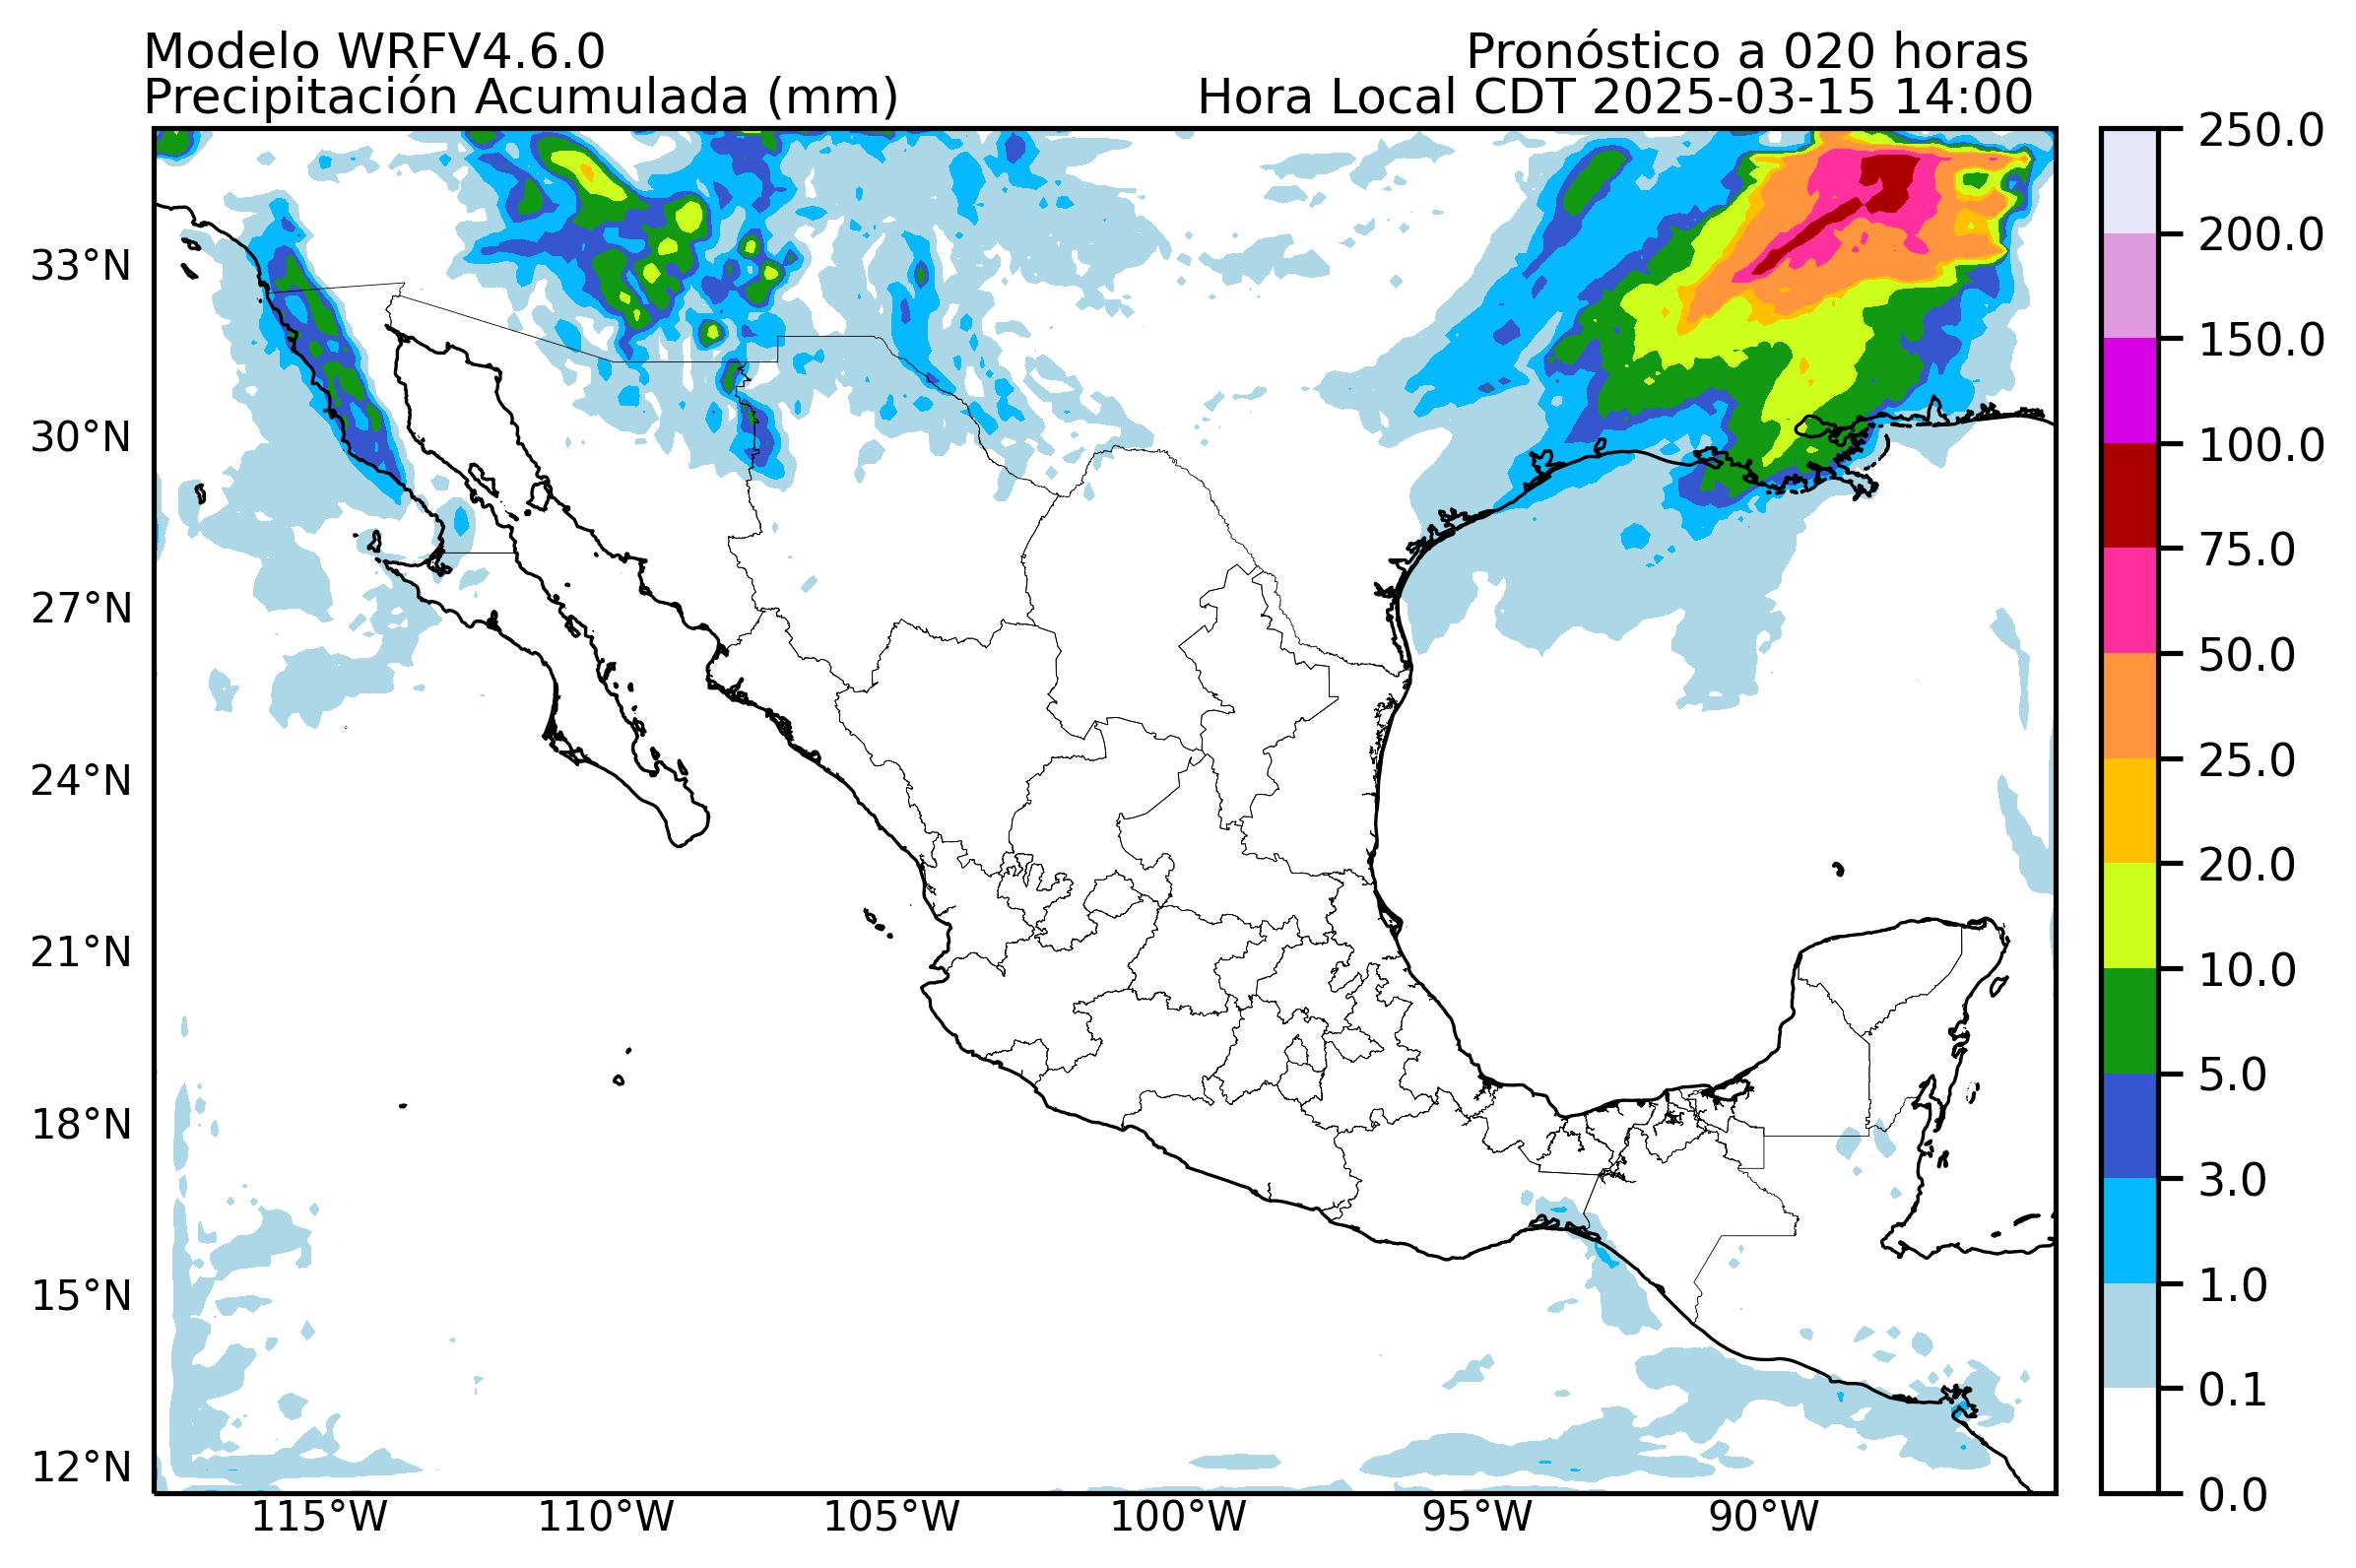 Modelo WRFV4.6.0
Pronóstico a 020 horas
Precipitación Acumulada (mm)
Hora Local CDT 2025-03-15 14:00
33°N
30°N
27°N
24°N
21°N
18°N
15°N
12°N
115°W
110°W
105°W
100°W
95°W
90°W
250.0
200.0
150.0
100.0
75.0
50.0
25.0
20.0
10.0
5.0
3.0
1.0
0.1
0.0